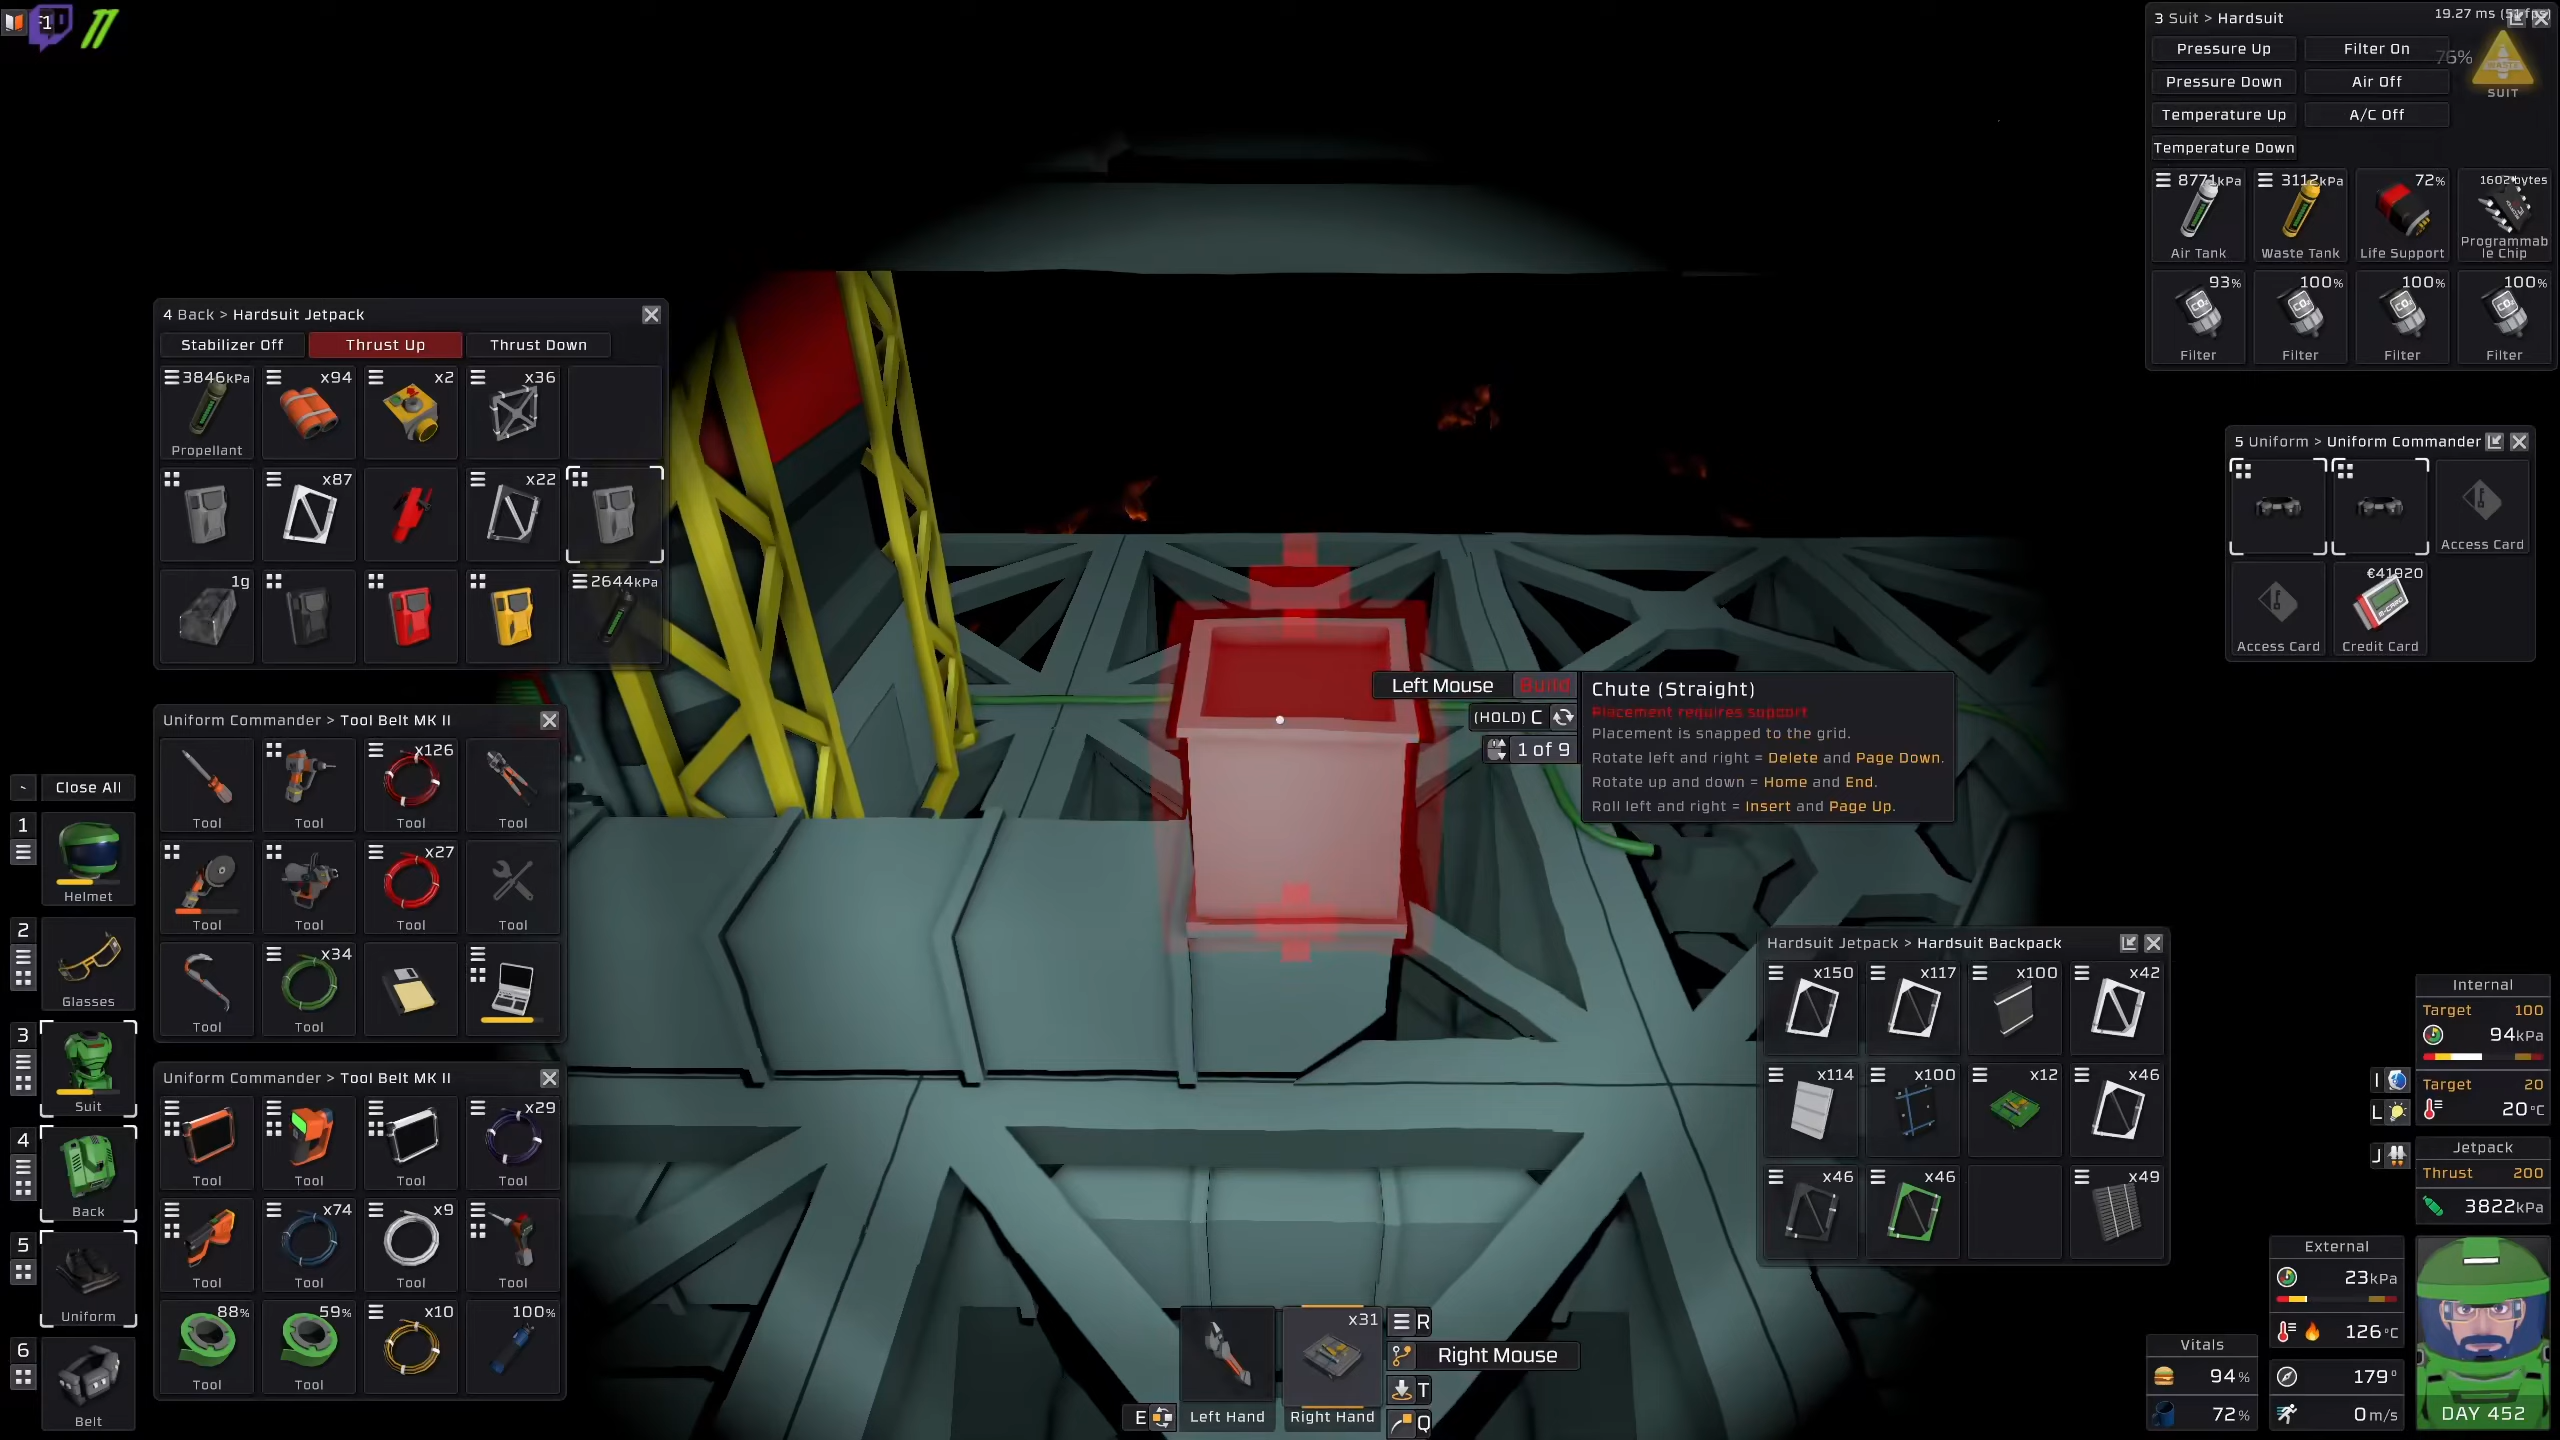 F1
3 Suit > Hardsuit
19.27 ms (51 fps)
Pressure Up
Filter On
76%
Pressure Down
Air Off
SUIT
Temperature Up
A/C Off
Temperature Down
8771kPa
3112kPa
72%
1602 bytes
Air Tank
Waste Tank
Life Support
Programmab
le Chip
93%
100%
100%
100%
Filter
Filter
Filter
Filter
4 Back > Hardsuit Jetpack
Stabilizer Off
Thrust Up
Thrust Down
3846kPa
x94
x2
x36
Propellant
x87
x22
1g
2644kPa
5 Uniform > Uniform Commander
Access Card
€41920
Access Card
Credit Card
Left Mouse
Build
(HOLD) C
1 of 9
Chute (Straight)
Placement requires support
Placement is snapped to the grid.
Rotate left and right = Delete and Page Down.
Rotate up and down = Home and End.
Roll left and right = Insert and Page Up.
Uniform Commander > Tool Belt MK II
x126
Tool
Tool
Tool
Tool
x27
Tool
Tool
Tool
Tool
x34
Tool
Tool
~
Close All
1
Helmet
2
Glasses
3
Suit
4
Back
5
Uniform
6
Belt
Uniform Commander > Tool Belt MK II
x29
Tool
Tool
Tool
Tool
x74
x9
Tool
Tool
Tool
Tool
88%
59%
x10
100%
Tool
Tool
Hardsuit Jetpack > Hardsuit Backpack
x150
x117
x100
x42
x114
x100
x12
x46
x46
x46
x49
x31
R
Right Mouse
T
E
Left Hand
Right Hand
Q
Internal
Target 100
94kPa
I
Target 20
L
20°C
J
Jetpack
Thrust 200
3822kPa
External
23kPa
126°C
Vitals
94%
179°
72%
0m/s
DAY 452